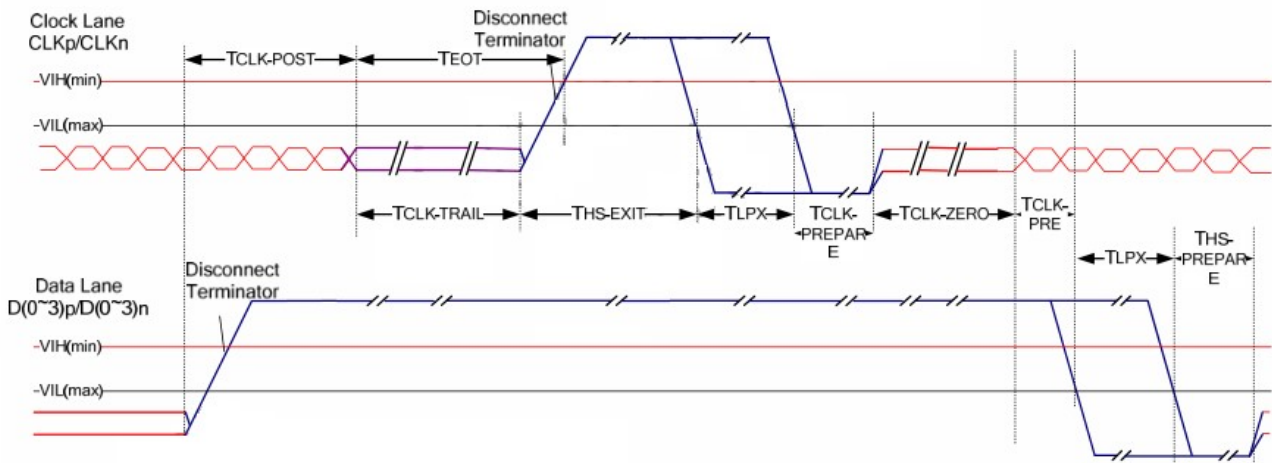 Clock Lane
CLKp/CLKn
Disconnect
Terminator
TCLK-POST
TEOT
VIH(min)
VIL(max)
TCLK-TRAIL
THS-EXIT
TLPX
TCLK-
PREPAR
E
TCLK-ZERO
TCLK-
PRE
TLPX
THS-
PREPAR
E
Data Lane
D(0~3)p/D(0~3)n
Disconnect
Terminator
VIH(min)
VIL(max)